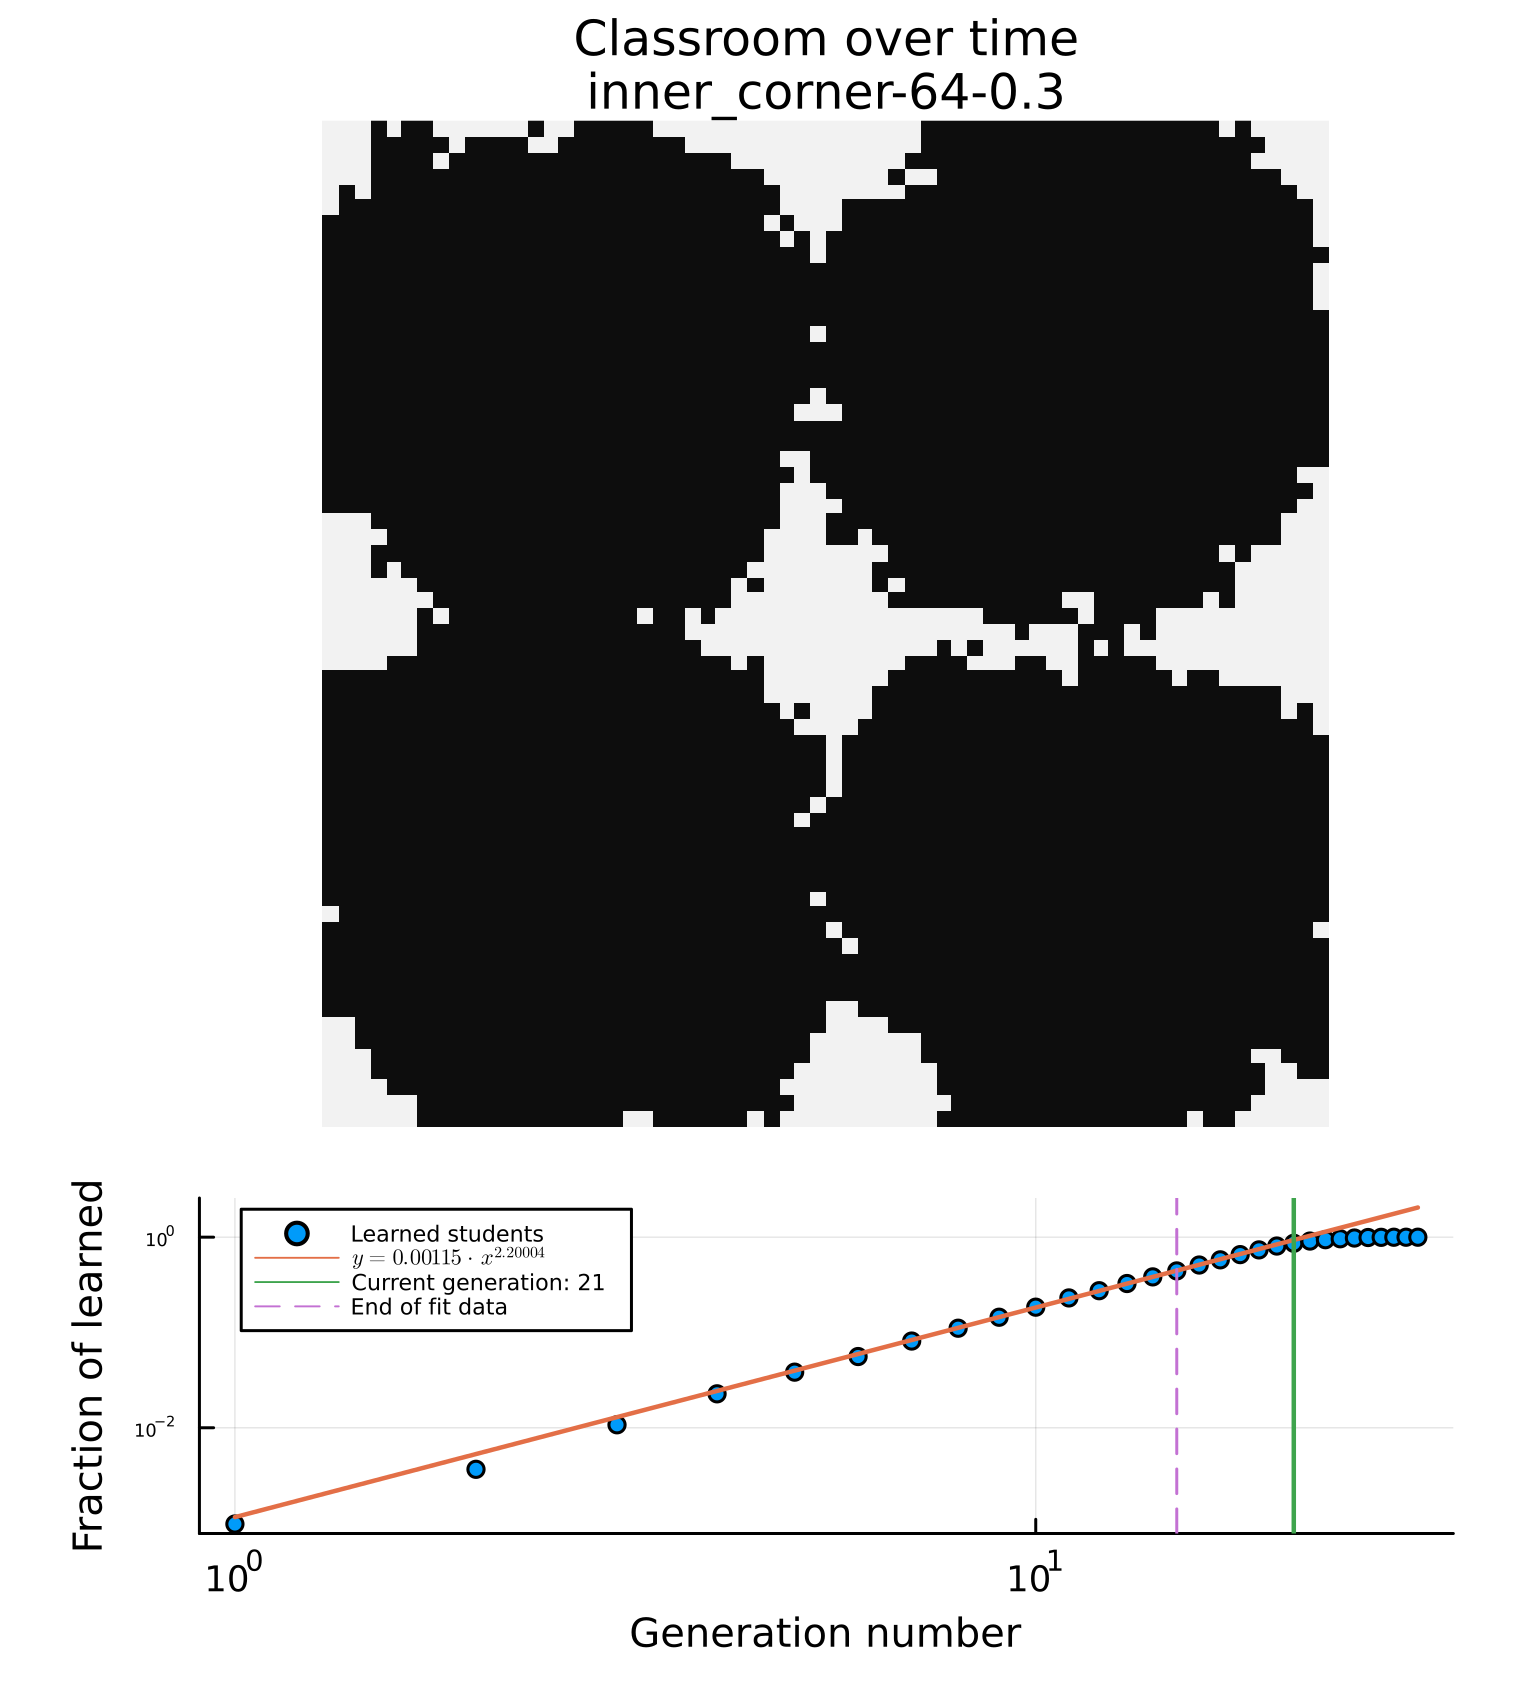 Classroom over time
inner_corner-64-0.3
Fraction of learned
10^0
10^-2
Learned students
y = 0.00115 · x^2.20004
Current generation: 21
End of fit data
10^0
10^1
Generation number